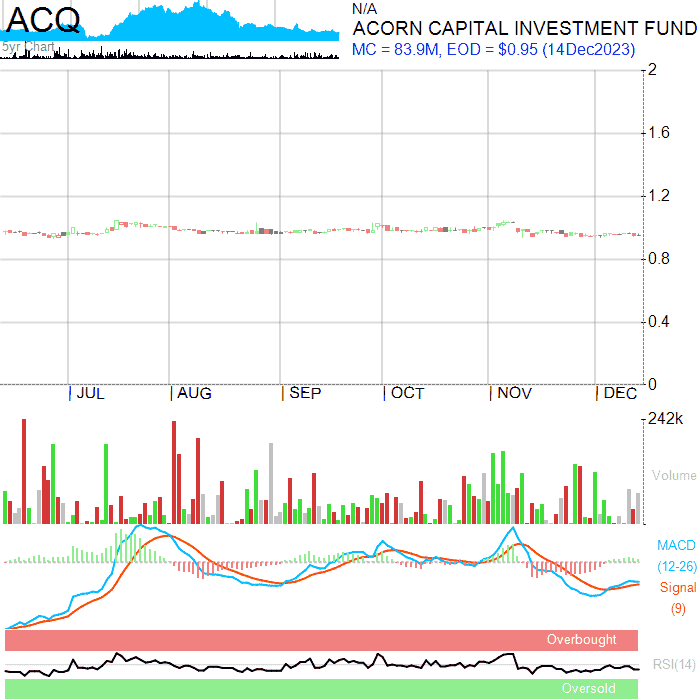 ACQ
5yr Chart
N/A
ACORN CAPITAL INVESTMENT FUND
MC = 83.9M, EOD = $0.95 (14Dec2023)
2
1.6
1.2
0.8
0.4
0
JUL AUG SEP OCT NOV DEC
242k
Volume
MACD
(12-26)
Signal
(9)
Overbought
RSI(14)
Oversold